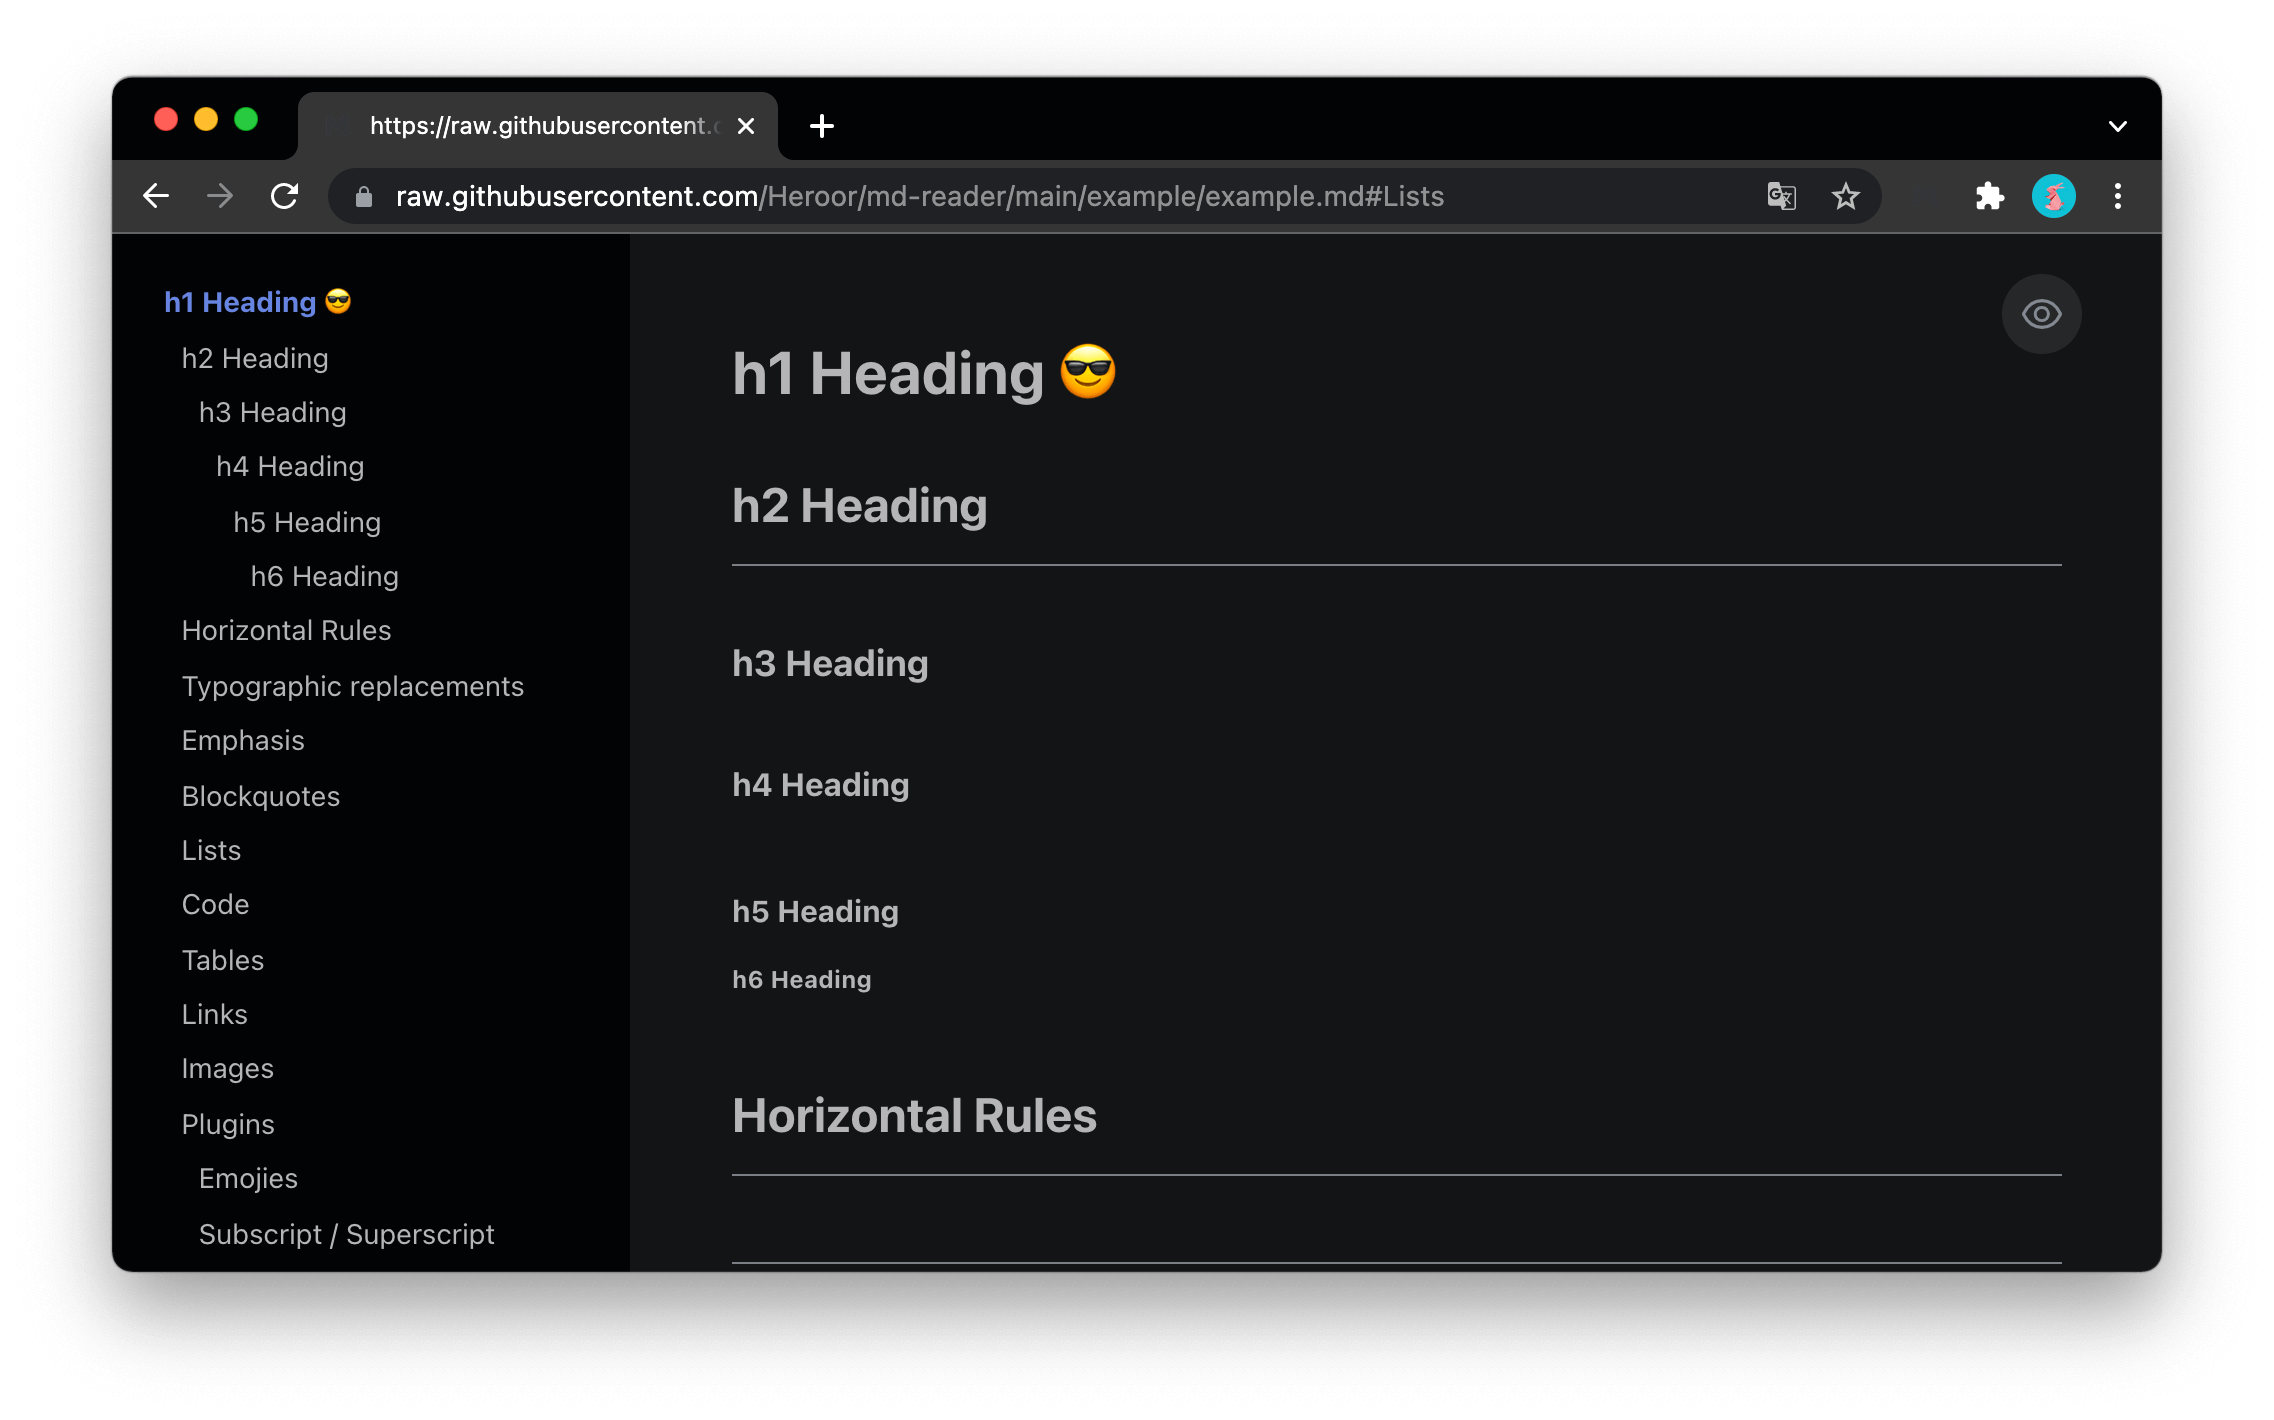 https://raw.githubusercontent.
raw.githubusercontent.com/Heroor/md-reader/main/example/example.md#Lists
h1 Heading 😎
h2 Heading
h3 Heading
h4 Heading
h5 Heading
h6 Heading
Horizontal Rules
Typographic replacements
Emphasis
Blockquotes
Lists
Code
Tables
Links
Images
Plugins
Emojies
Subscript / Superscript
h1 Heading 😎
h2 Heading
h3 Heading
h4 Heading
h5 Heading
h6 Heading
Horizontal Rules